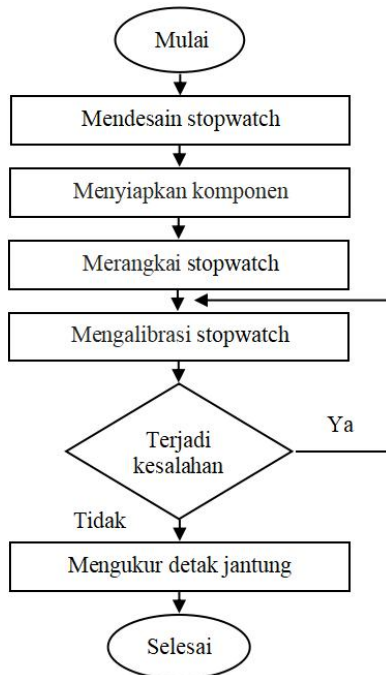 Mulai
Mendesain stopwatch
Menyiapkan komponen
Merangkai stopwatch
Mengalibrasi stopwatch
Terjadi
kesalahan
Ya
Tidak
Mengukur detak jantung
Selesai